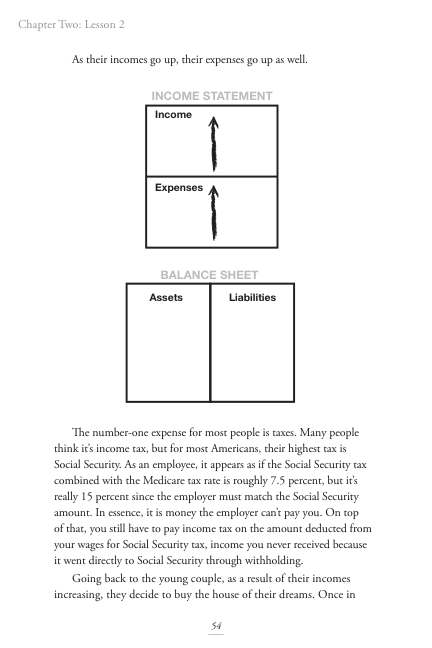 Chapter Two: Lesson 2
As their incomes go up, their expenses go up as well.
INCOME STATEMENT
Income
Expenses
BALANCE SHEET
Assets
Liabilities
The number-one expense for most people is taxes. Many people
think it’s income tax, but for most Americans, their highest tax is
Social Security. As an employee, it appears as if the Social Security tax
combined with the Medicare tax rate is roughly 7.5 percent, but it’s
really 15 percent since the employer must match the Social Security
amount. In essence, it is money the employer can’t pay you. On top
of that, you still have to pay income tax on the amount deducted from
your wages for Social Security tax, income you never received because
it went directly to Social Security through withholding.
Going back to the young couple, as a result of their incomes
increasing, they decide to buy the house of their dreams. Once in
54